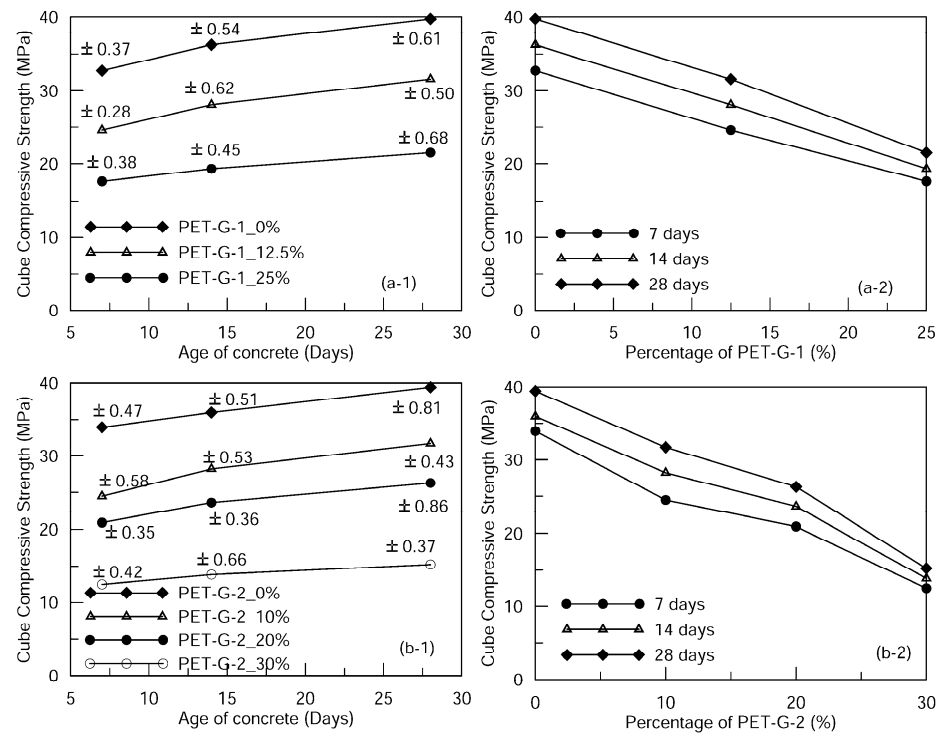 Cube Compressive Strength (MPa)
40
30
20
10
0
± 0.37
± 0.54
± 0.61
± 0.28
± 0.62
± 0.50
± 0.38
± 0.45
± 0.68
PET-G-1_0%
PET-G-1_12.5%
PET-G-1_25%
(a-1)
5 10 15 20 25 30
Age of concrete (Days)
Cube Compressive Strength (MPa)
40
30
20
10
0
7 days
14 days
28 days
(a-2)
0 5 10 15 20 25
Percentage of PET-G-1 (%)
Cube Compressive Strength (MPa)
40
30
20
10
0
± 0.47
± 0.51
± 0.81
± 0.58
± 0.53
± 0.43
± 0.35
± 0.36
± 0.86
± 0.42
± 0.66
± 0.37
PET-G-2_0%
PET-G-2 10%
PET-G-2_20%
PET-G-2_30%
(b-1)
5 10 15 20 25 30
Age of concrete (Days)
Cube Compressive Strength (MPa)
40
30
20
10
0
7 days
14 days
28 days
(b-2)
0 10 20 30
Percentage of PET-G-2 (%)